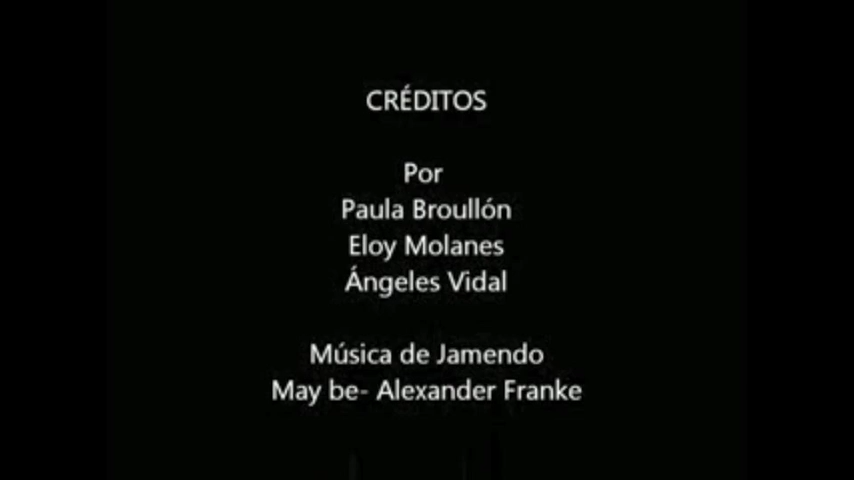 CRÉDITOS
Por
Paula Broullón
Eloy Molanes
Ángeles Vidal
Música de Jamendo
May be- Alexander Franke